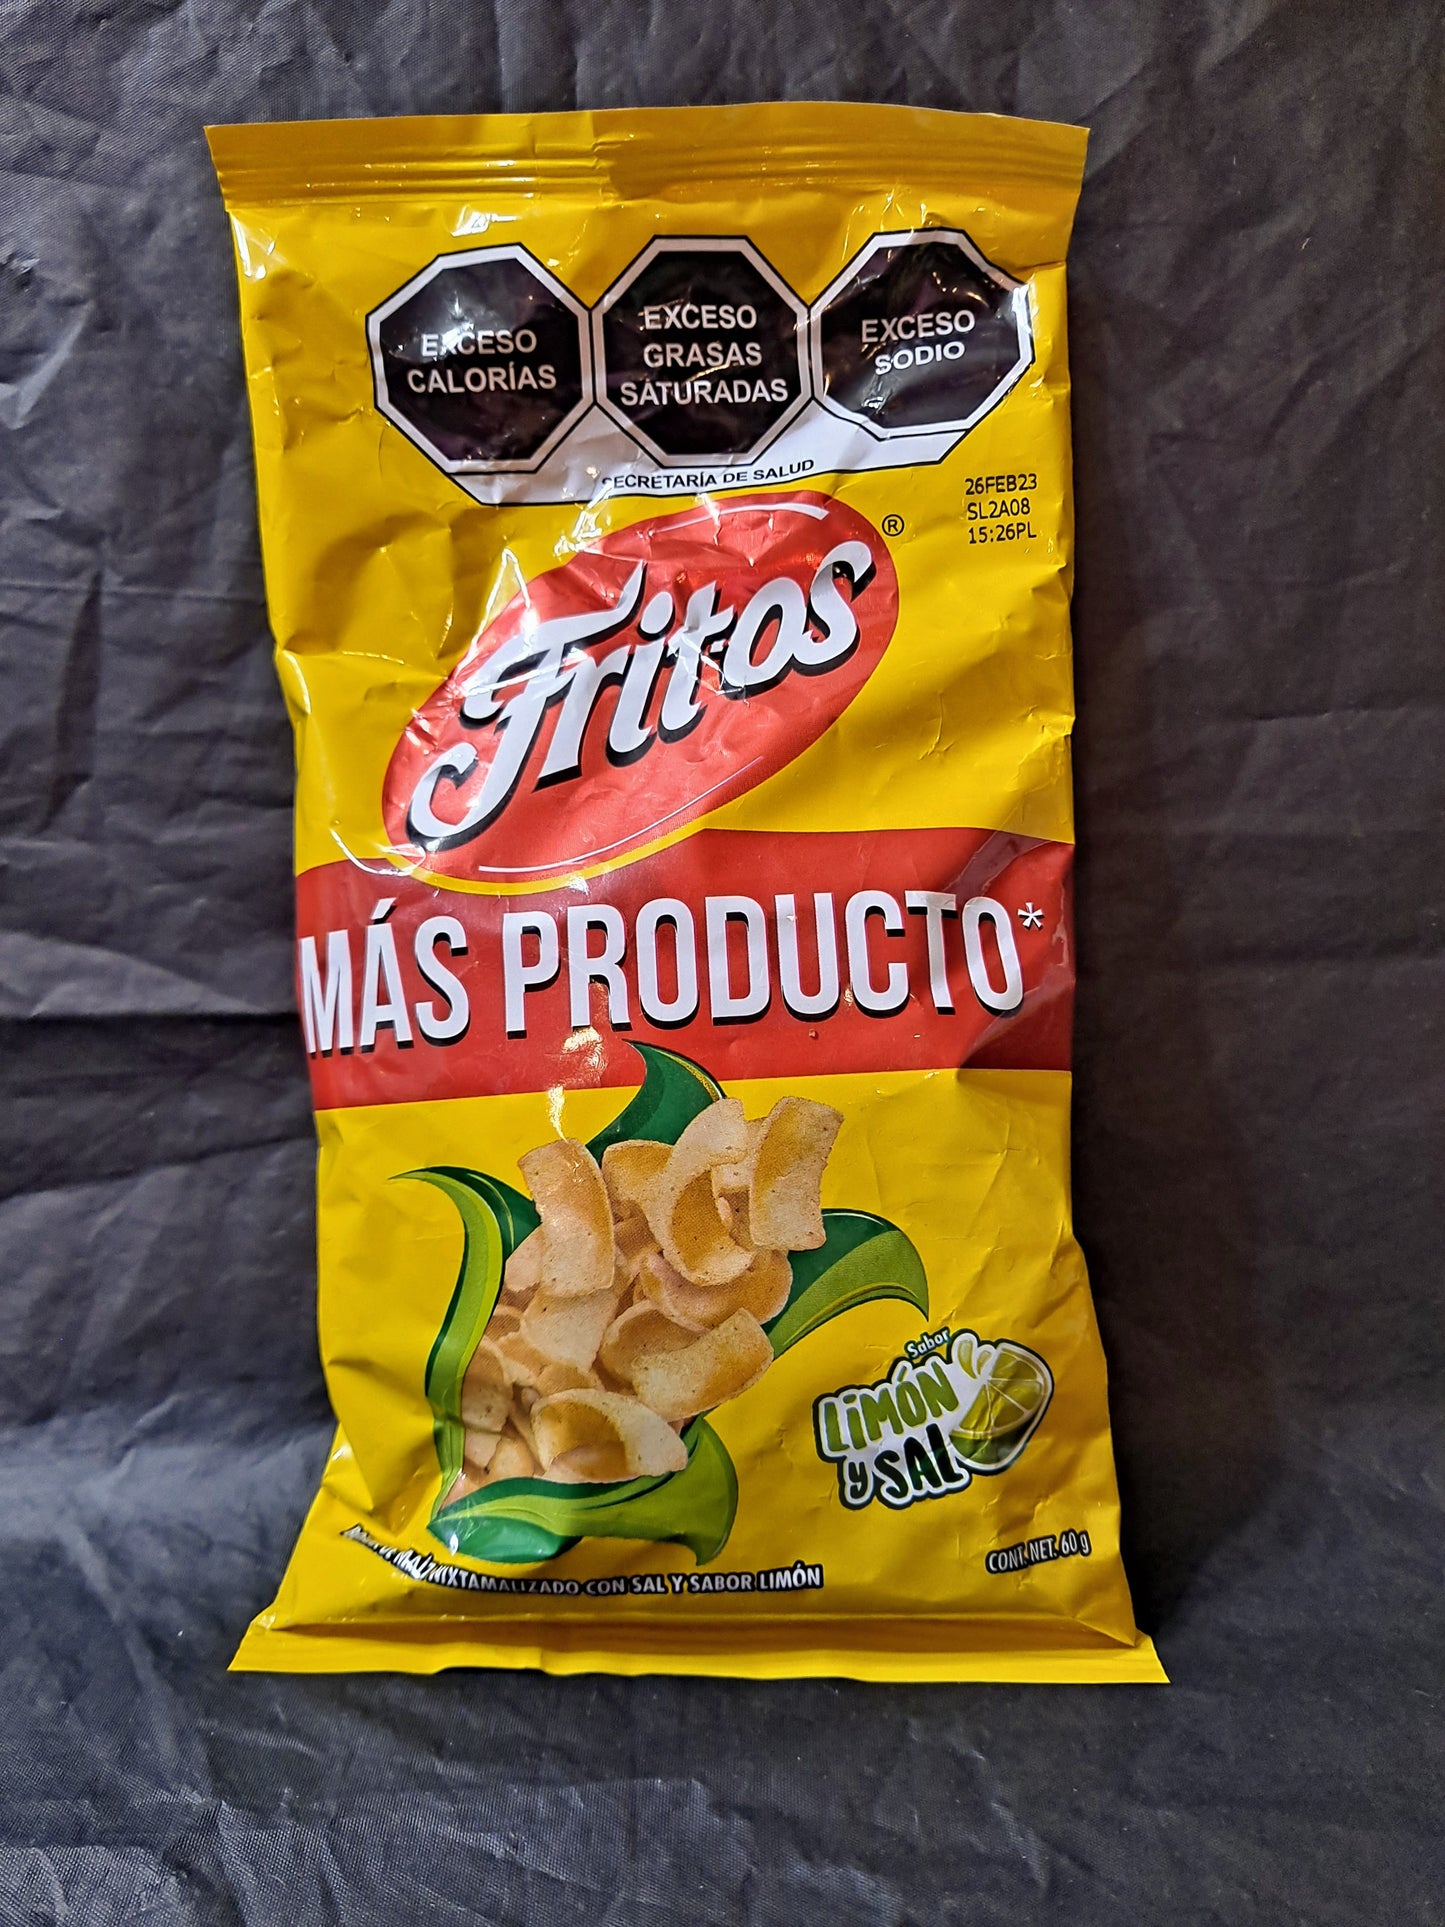 EXCESO
CALORÍAS
EXCESO
GRASAS
SATURADAS
EXCESO
SODIO
SECRETARÍA DE SALUD
26FEB23
SL2A08
15:26PL
Fritos ®
MÁS PRODUCTO*
Sabor
LIMÓN
y SAL
CONT. NET. 60 g
NIXTAMALIZADO CON SAL Y SABOR LIMÓN